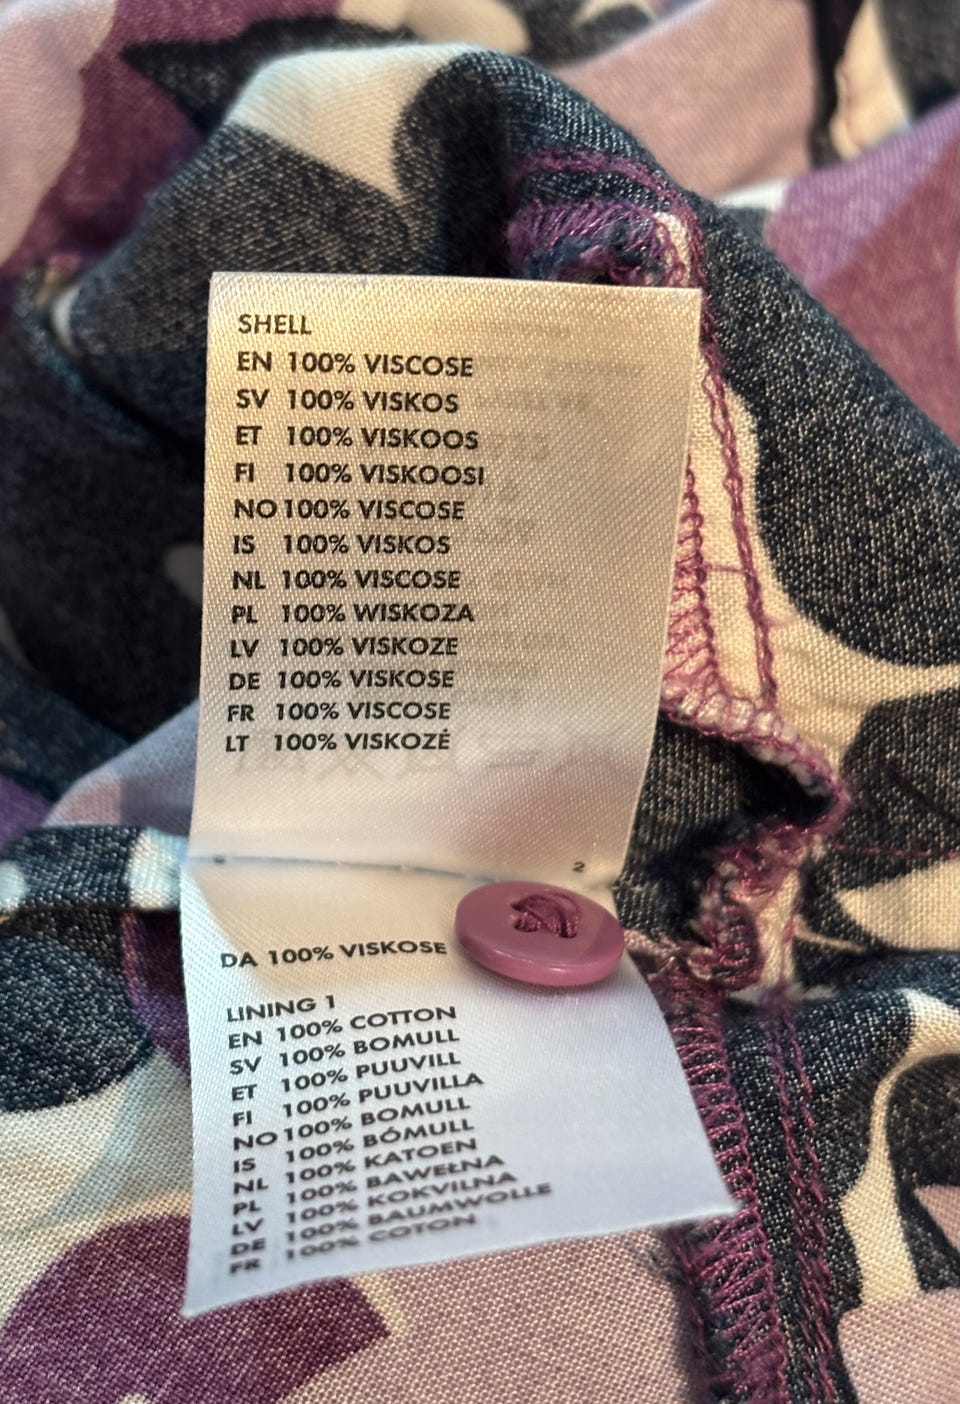 SHELL
EN 100% VISCOSE
SV 100% VISKOS
ET 100% VISKOOS
FI 100% VISKOOSI
NO 100% VISCOSE
IS 100% VISKOS
NL 100% VISCOSE
PL 100% WISKOZA
LV 100% VISKOZE
DE 100% VISKOSE
FR 100% VISCOSE
LT 100% VISKOZÉ
2
DA 100% VISKOSE
LINING 1
EN 100% COTTON
SV 100% BOMULL
ET 100% PUUVILL
FI 100% PUUVILLA
NO 100% BOMULL
IS 100% BÓMULL
NL 100% KATOEN
PL 100% BAWEŁNA
LV 100% KOKVILNA
DE 100% BAUMWOLLE
FR 100% COTON